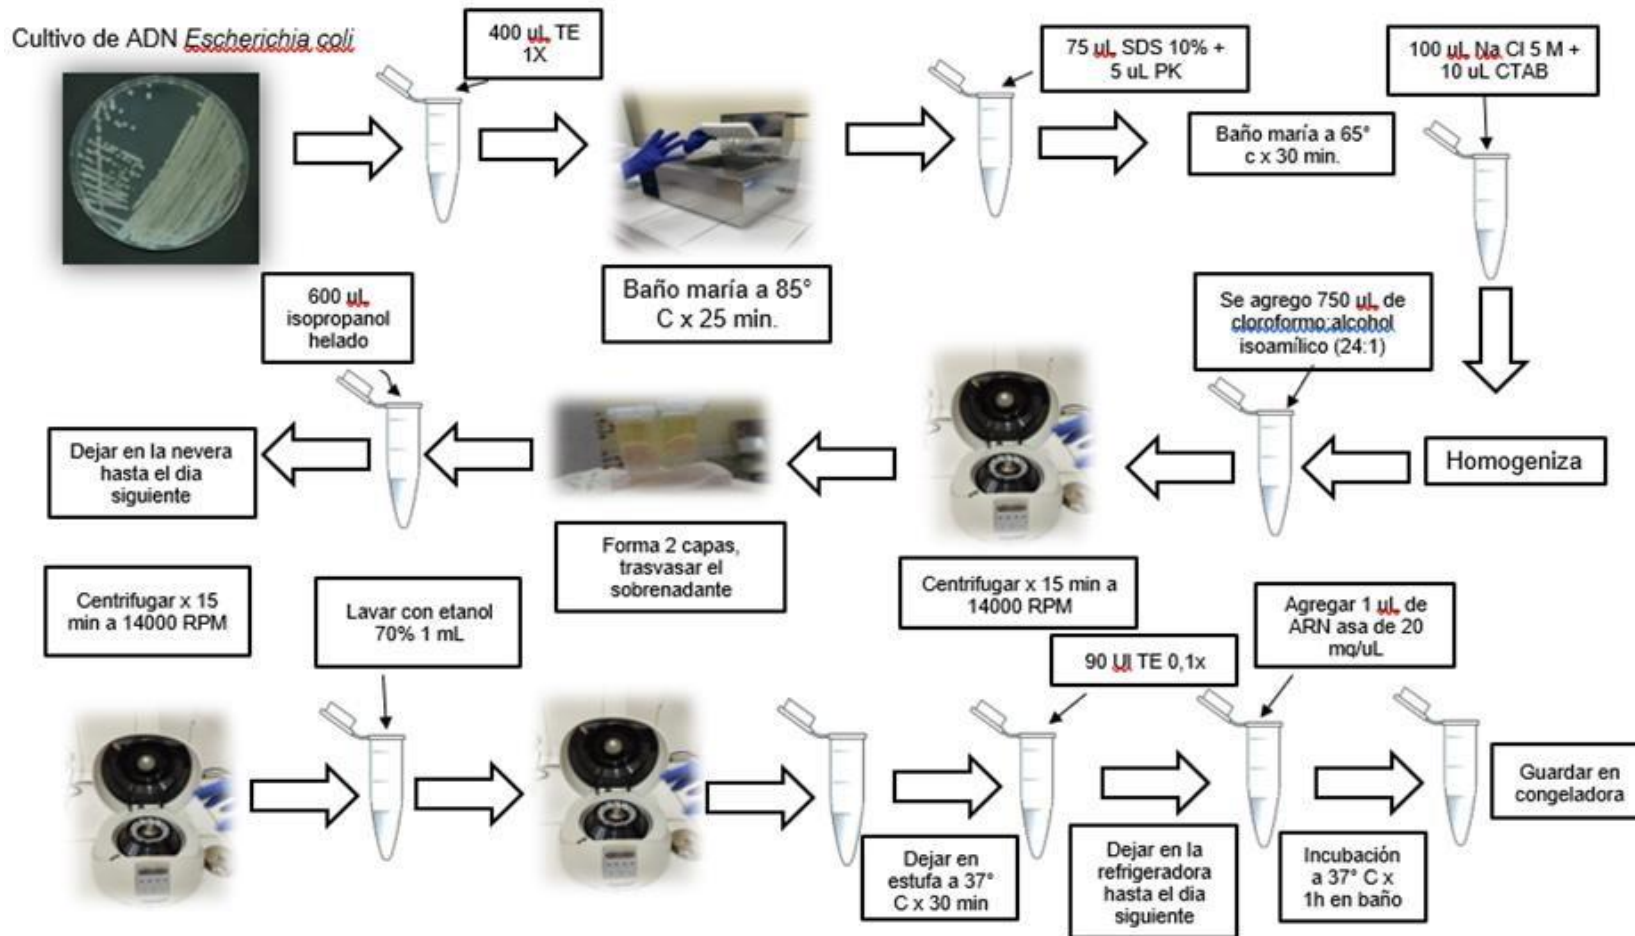 Cultivo de ADN Escherichia coli
400 uL TE
1X
75 uL SDS 10% +
5 uL PK
100 uL Na Cl 5 M +
10 uL CTAB
Baño maría a 85°
C x 25 min.
Baño maría a 65°
c x 30 min.
Homogeniza
Se agrego 750 uL de
cloroformo:alcohol
isoamílico (24:1)
Centrifugar x 15 min a
14000 RPM
Forma 2 capas,
trasvasar el
sobrenadante
600 uL
isopropanol
helado
Dejar en la nevera
hasta el dia
siguiente
Centrifugar x 15
min a 14000 RPM
Lavar con etanol
70% 1 mL
Dejar en
estufa a 37°
C x 30 min
90 Ul TE 0,1x
Dejar en la
refrigeradora
hasta el dia
siguiente
Agregar 1 uL de
ARN asa de 20
mg/uL
Incubación
a 37° C x
1h en baño
Guardar en
congeladora